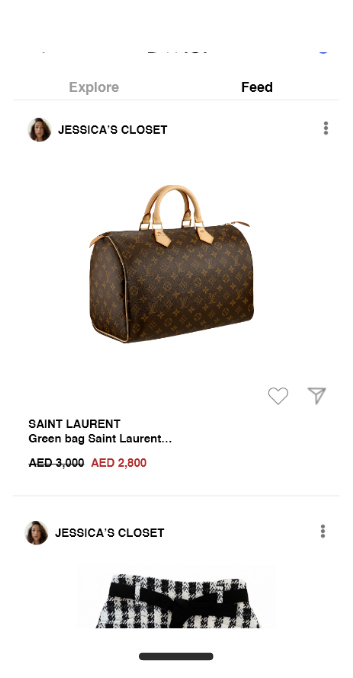 Explore
Feed
JESSICA'S CLOSET
SAINT LAURENT
Green bag Saint Laurent...
AED 3,000 AED 2,800
JESSICA'S CLOSET